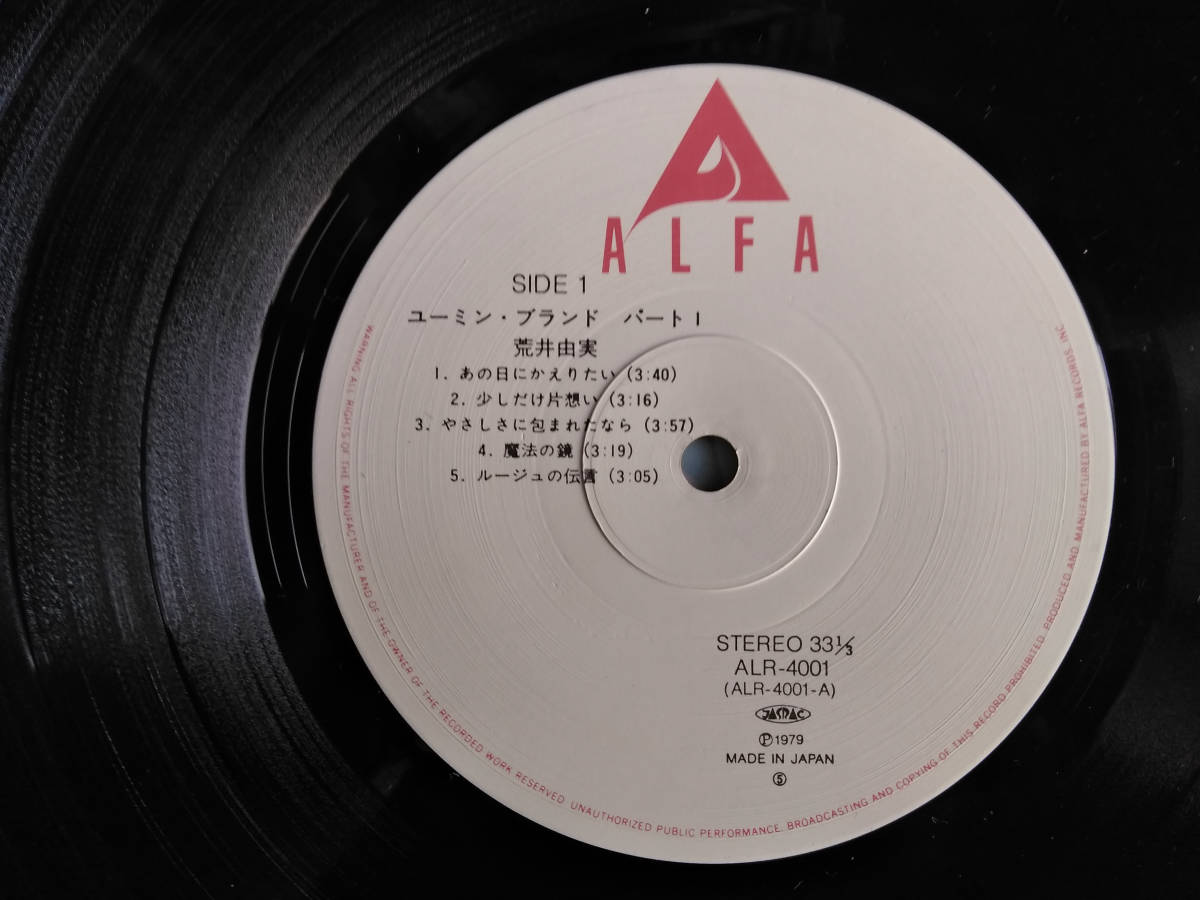 ALFA
SIDE 1
ユーミン・ブランド パートI
荒井由実
1. あの日にかえりたい (3:40)
2. 少しだけ片想い (3:16)
3. やさしさに包まれたなら (3:57)
4. 魔法の鏡 (3:19)
5. ルージュの伝言 (3:05)
STEREO 33⅓
ALR-4001
(ALR-4001-A)
JASRAC
Ⓟ1979
MADE IN JAPAN
⑤
WARNING. ALL RIGHTS OF THE MANUFACTURER AND OF THE OWNER OF THE RECORDED WORK RESERVED. UNAUTHORIZED PUBLIC PERFORMANCE. BROADCASTING AND COPYING OF THIS RECORD PROHIBITED. PRODUCED AND MANUFACTURED BY ALFA RECORDS, INC.